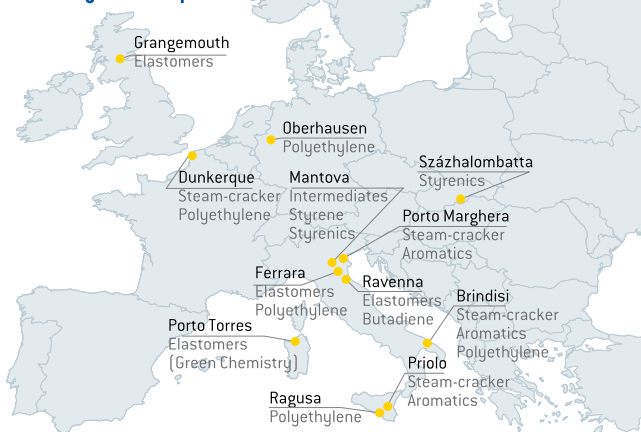 Grangemouth
Elastomers
Oberhausen
Polyethylene
Dunkerque
Steam-cracker
Polyethylene
Mantova
Intermediates
Styrene
Styrenics
Százhalombatta
Styrenics
Porto Marghera
Steam-cracker
Aromatics
Ferrara
Elastomers
Polyethylene
Ravenna
Elastomers
Butadiene
Brindisi
Steam-cracker
Aromatics
Polyethylene
Porto Torres
Elastomers
(Green Chemistry)
Priolo
Steam-cracker
Aromatics
Ragusa
Polyethylene